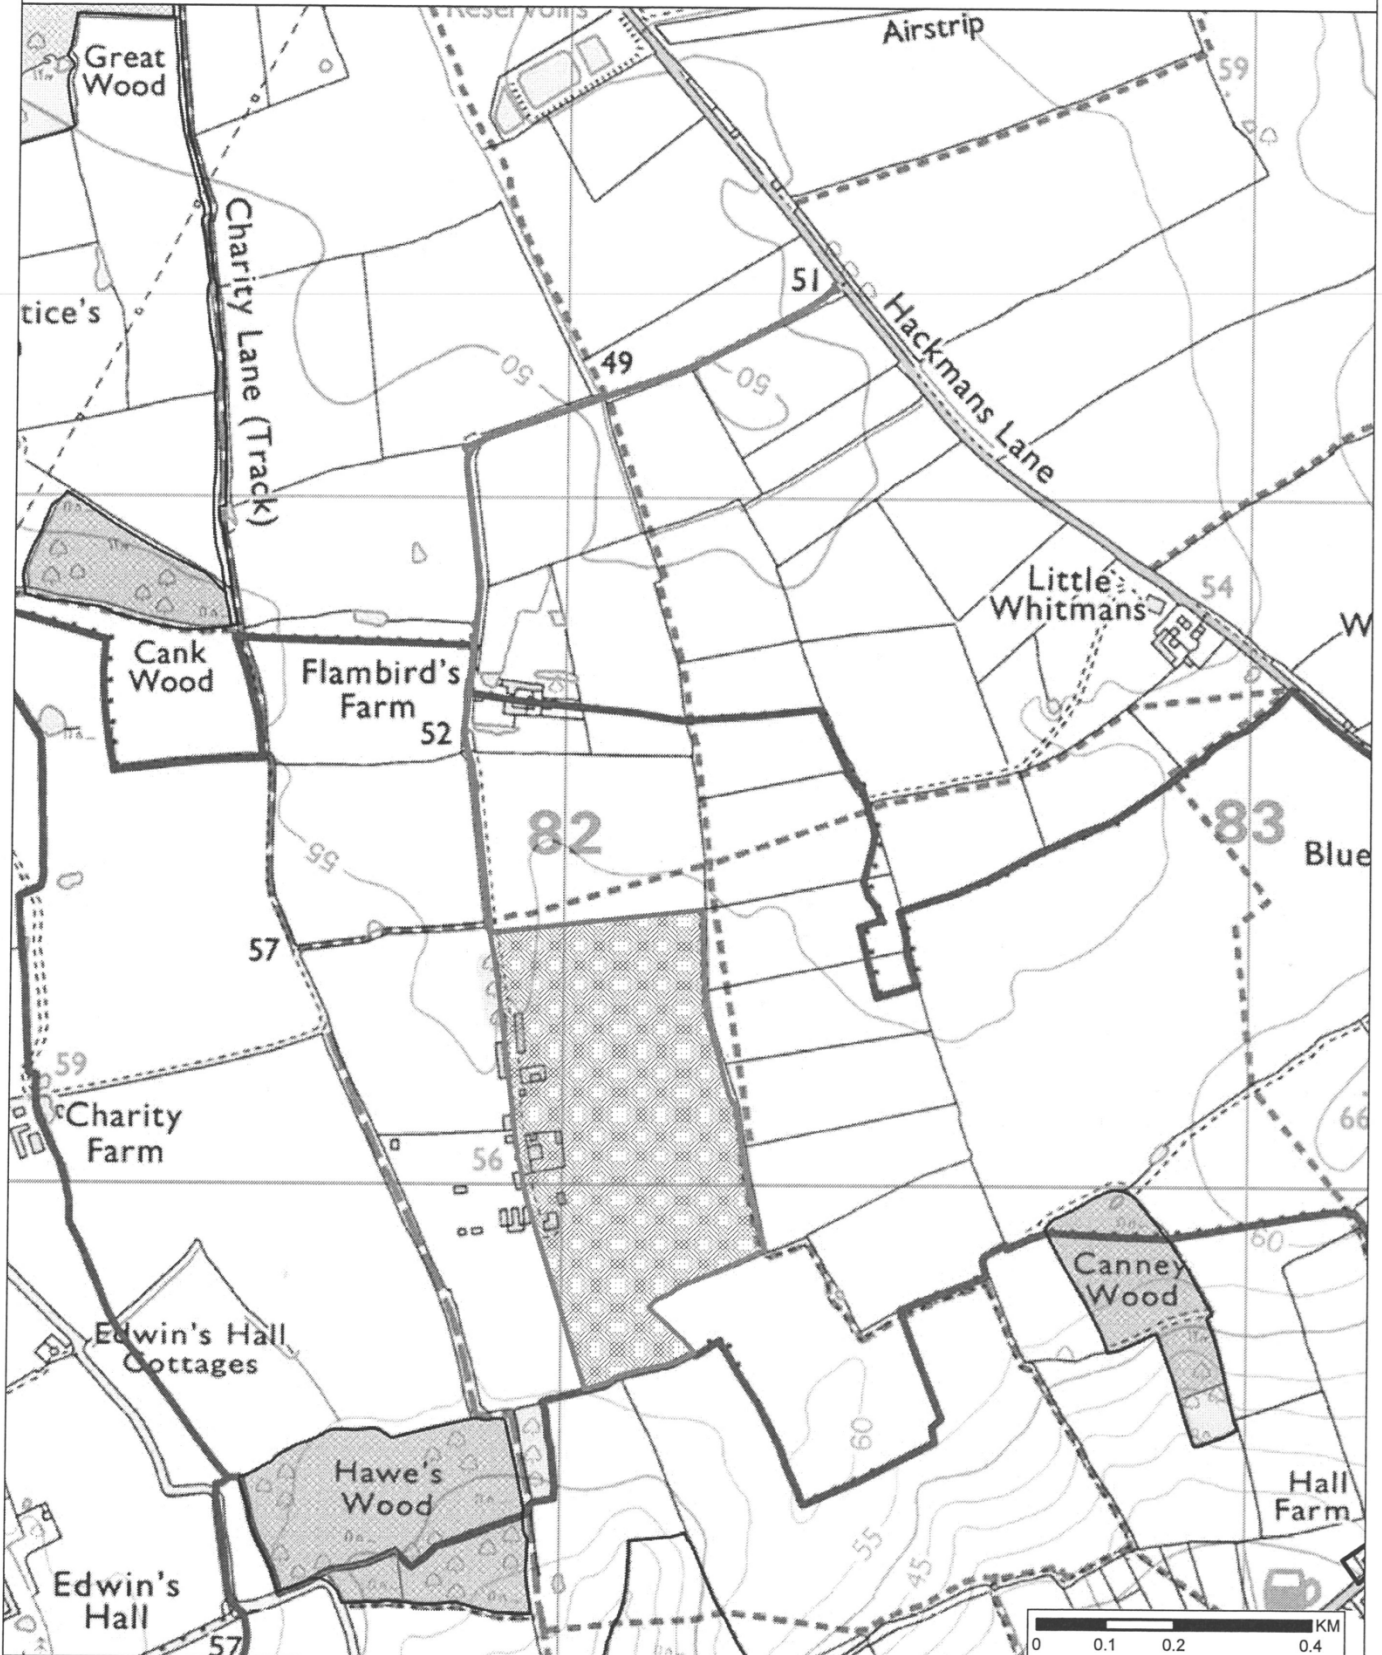 Reservoirs
Airstrip
Great
Wood
59
Charity Lane (Track)
51
tice's
Hackmans Lane
49
50
50
Little
Whitmans
54
W
Cank
Wood
Flambird's
Farm
52
82
83
Blue
55
57
59
Charity
Farm
56
66
60
Canney
Wood
Edwin's Hall
Cottages
60
Hawe's
Wood
Hall
Farm
55
45
Edwin's
Hall
57
KM
0 0.1 0.2 0.4